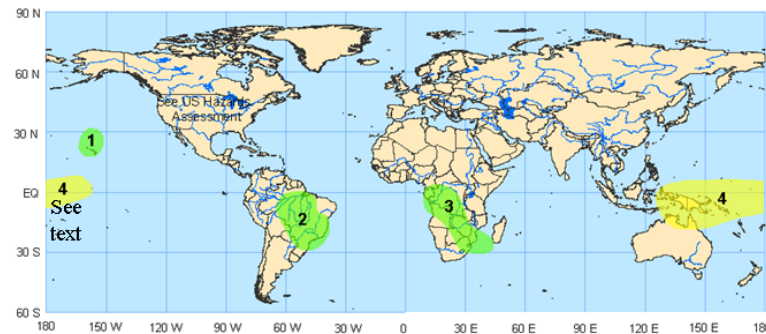 90 N
60 N
30 N
EQ
30 S
60 S
See US Hazards
Assessment
1
4
See
text
2
3
4
180
150 W
120 W
90 W
60 W
30 W
0
30 E
60 E
90 E
120 E
150 E
180